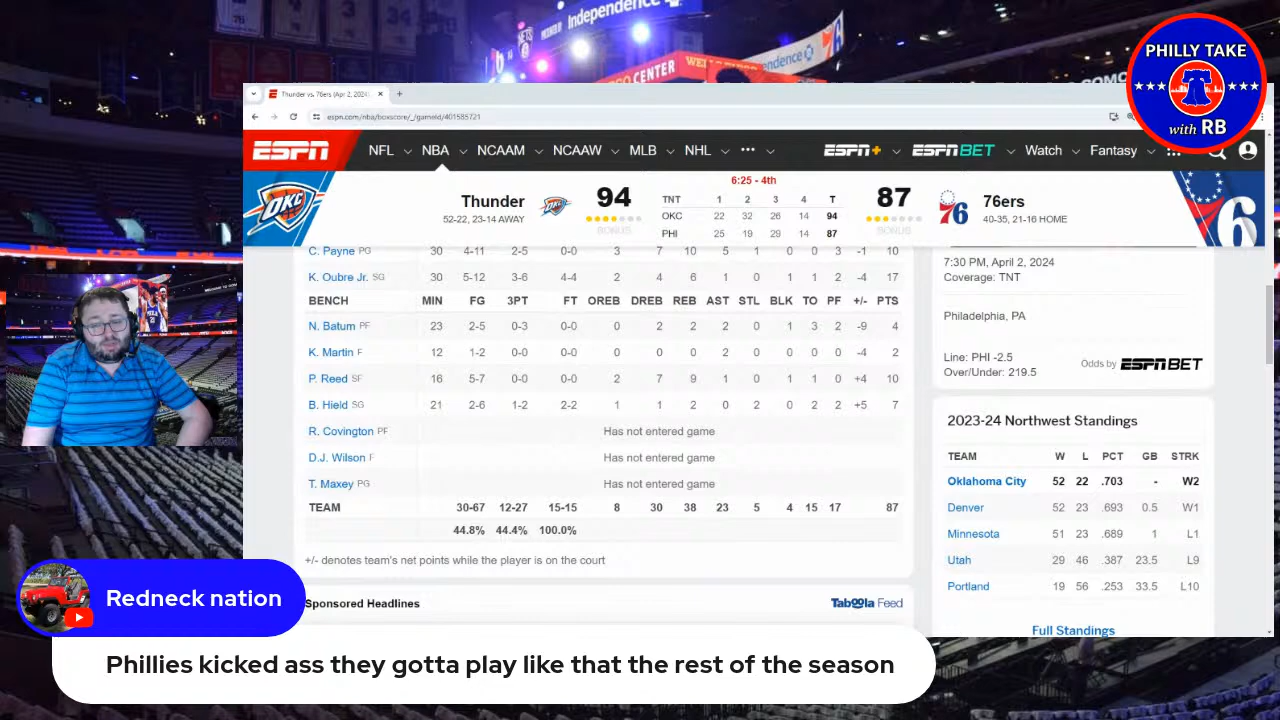 Independence
PHILLY TAKE
with RB
Thunder vs. 76ers (Apr 2, 2024)
espn.com/nba/boxscore/_/gameId/401585721
ESPN NFL NBA NCAAM NCAAW MLB NHL ••• ESPN+ ESPN BET Watch Fantasy
6:25 - 4th
Thunder 94 TNT 1 2 3 4 T 87 76ers
52-22, 23-14 AWAY OKC 22 32 26 14 94 40-35, 21-16 HOME
BONUS PHI 25 19 29 14 87 BONUS
C. Payne PG 30 4-11 2-5 0-0 3 7 10 5 1 0 0 3 -1 10
K. Oubre Jr. SG 30 5-12 3-6 4-4 2 4 6 1 0 1 1 2 -4 17
BENCH MIN FG 3PT FT OREB DREB REB AST STL BLK TO PF +/- PTS
N. Batum PF 23 2-5 0-3 0-0 0 2 2 2 0 1 3 2 -9 4
K. Martin F 12 1-2 0-0 0-0 0 0 0 2 0 0 0 0 -4 2
P. Reed SF 16 5-7 0-0 0-0 2 7 9 1 0 1 1 0 +4 10
B. Hield SG 21 2-6 1-2 2-2 1 1 2 0 2 0 2 2 +5 7
R. Covington PF Has not entered game
D.J. Wilson F Has not entered game
T. Maxey PG Has not entered game
TEAM 30-67 12-27 15-15 8 30 38 23 5 4 15 17 87
44.8% 44.4% 100.0%
+/- denotes team's net points while the player is on the court
Sponsored Headlines Taboola Feed
7:30 PM, April 2, 2024
Coverage: TNT
Philadelphia, PA
Line: PHI -2.5
Over/Under: 219.5
Odds by ESPN BET
2023-24 Northwest Standings
TEAM W L PCT GB STRK
Oklahoma City 52 22 .703 - W2
Denver 52 23 .693 0.5 W1
Minnesota 51 23 .689 1 L1
Utah 29 46 .387 23.5 L9
Portland 19 56 .253 33.5 L10
Full Standings
Redneck nation
Phillies kicked ass they gotta play like that the rest of the season